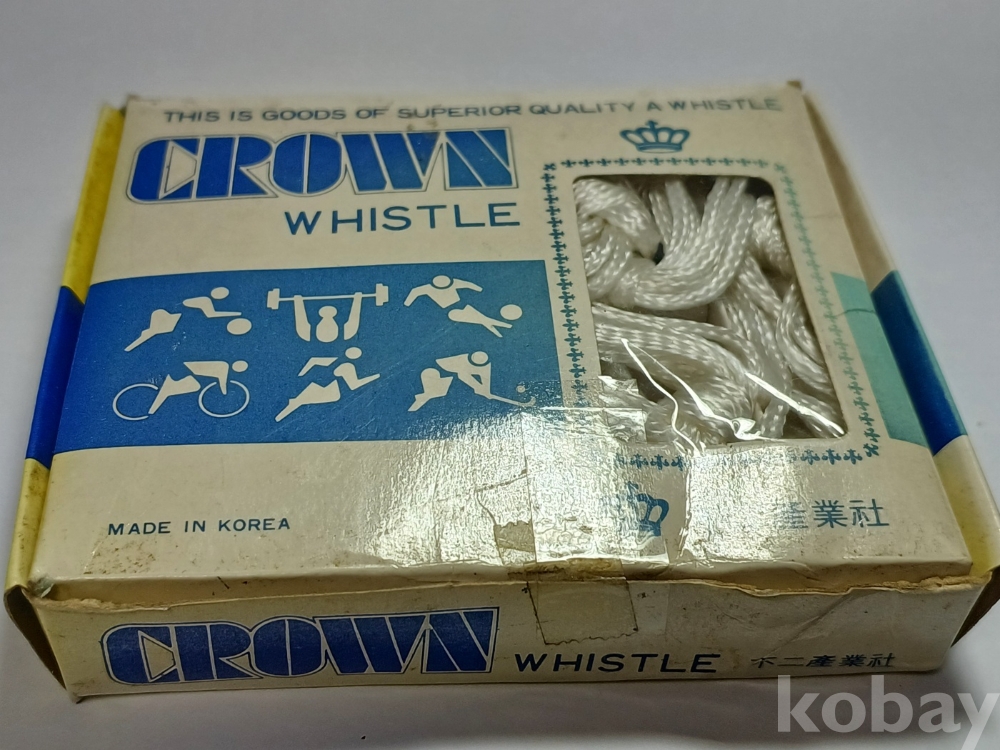 THIS IS GOODS OF SUPERIOR QUALITY A WHISTLE
CROWN
WHISTLE
MADE IN KOREA
產業社
CROWN WHISTLE 不二產業社
kobay